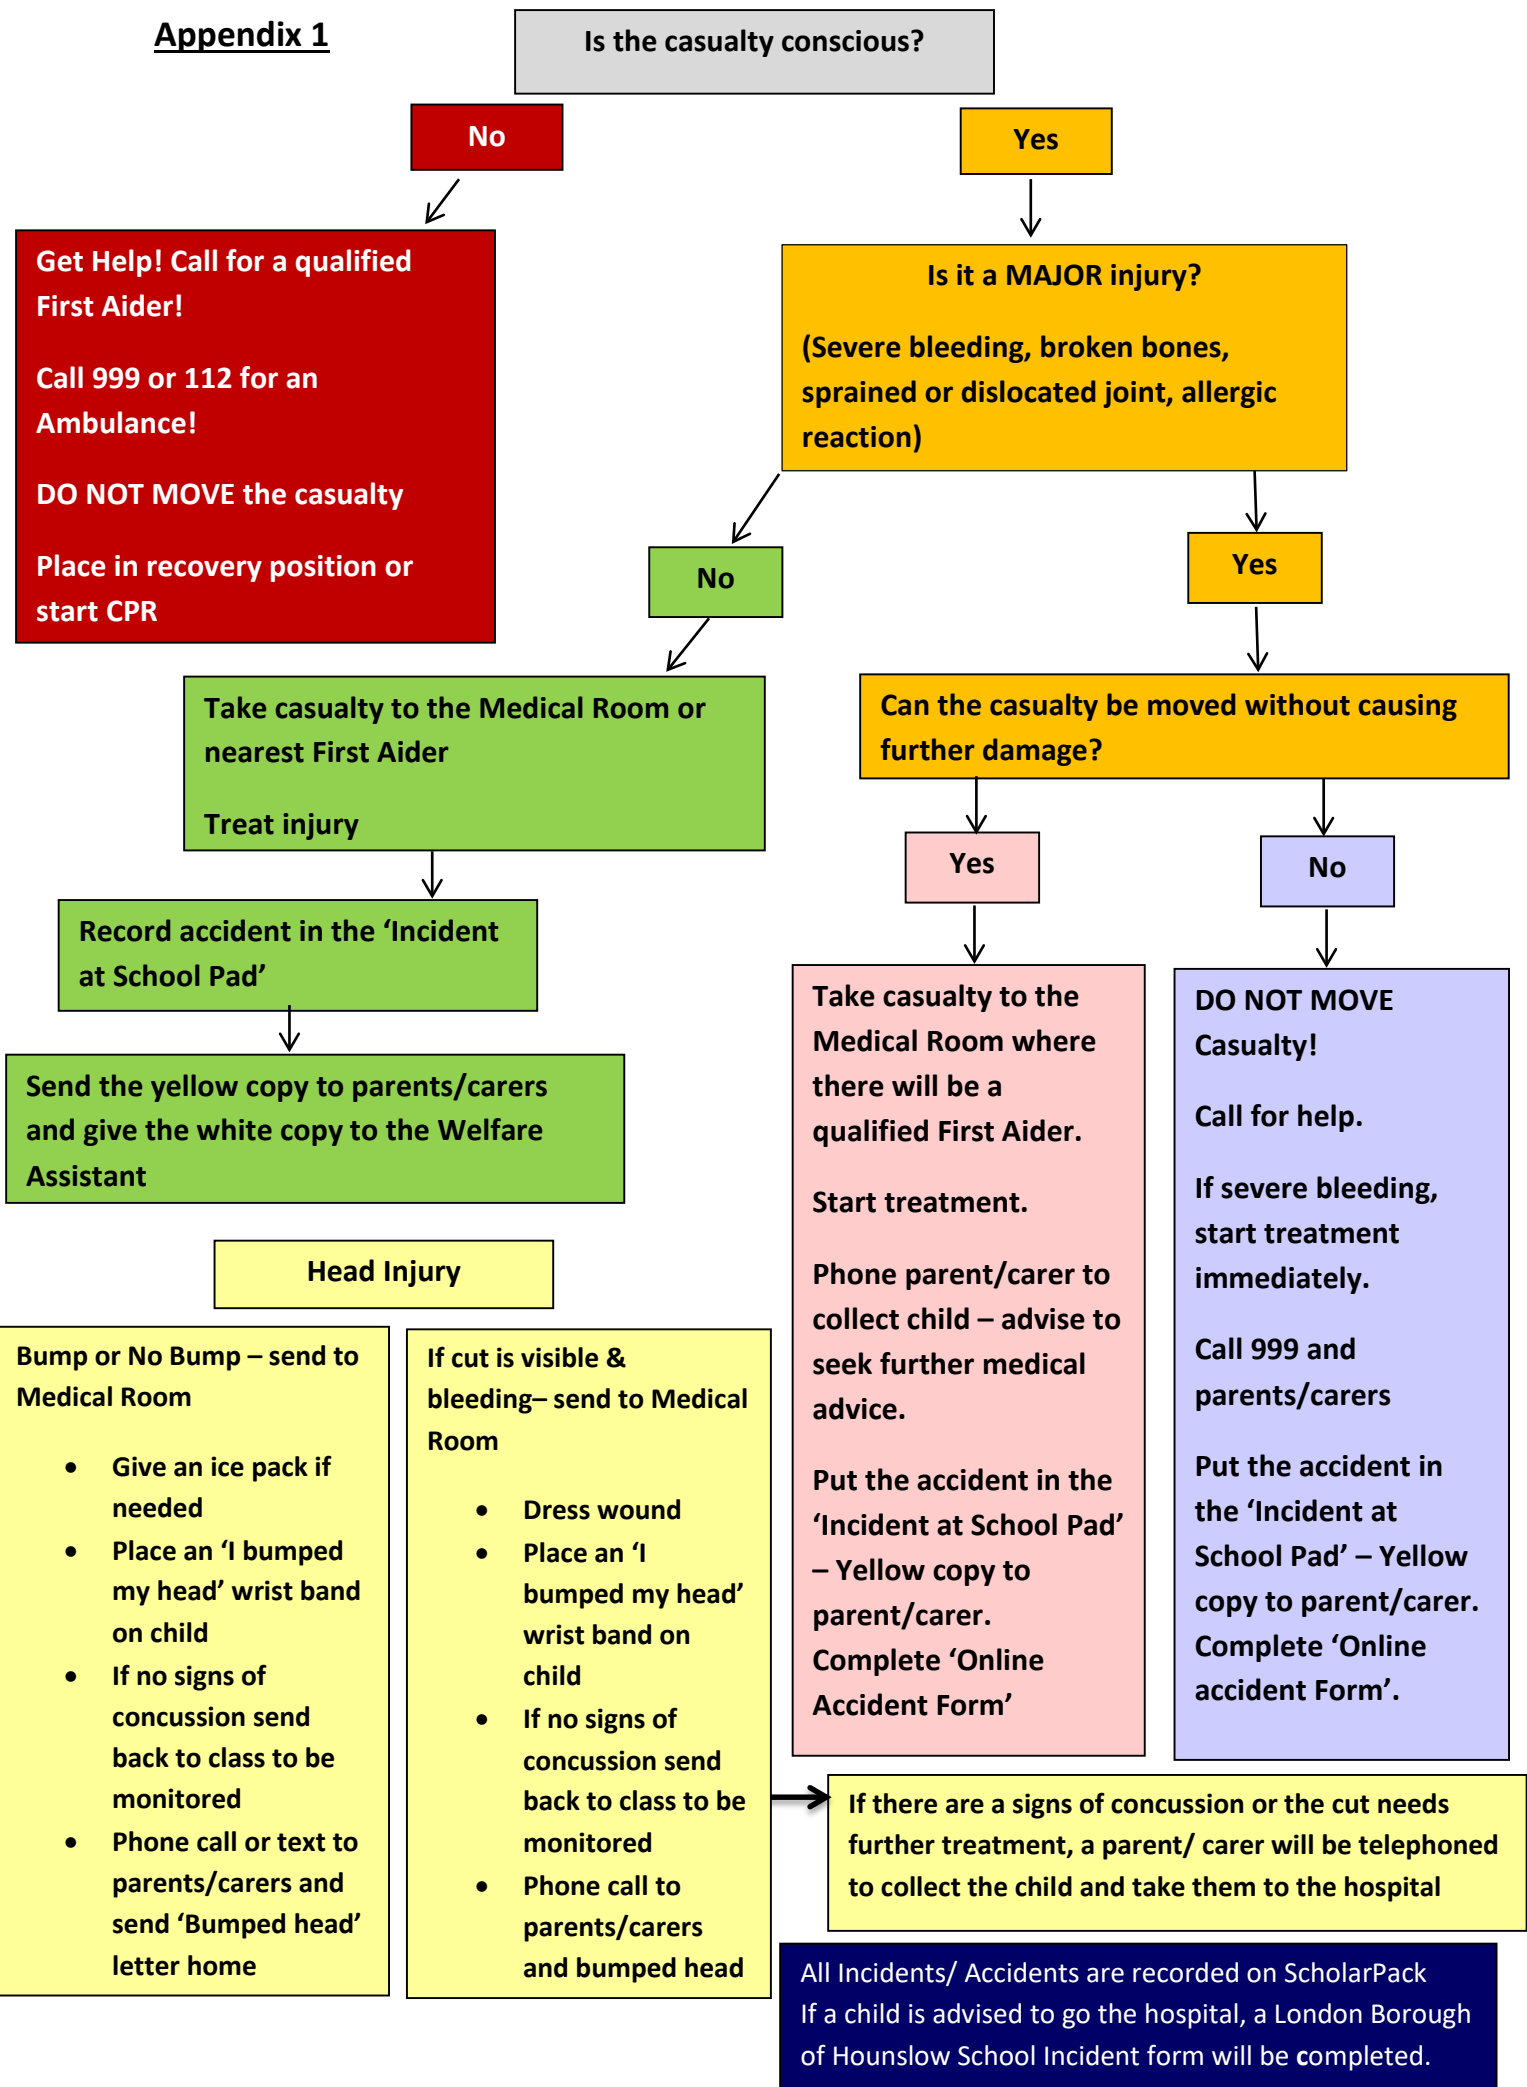 Appendix 1
Is the casualty conscious?
No
Yes
Get Help! Call for a qualified
First Aider!
Call 999 or 112 for an
Ambulance!
DO NOT MOVE the casualty
Place in recovery position or
start CPR
Is it a MAJOR injury?
(Severe bleeding, broken bones,
sprained or dislocated joint, allergic
reaction)
No
Yes
Take casualty to the Medical Room or
nearest First Aider
Treat injury
Can the casualty be moved without causing
further damage?
Yes
No
Record accident in the ‘Incident
at School Pad’
Send the yellow copy to parents/carers
and give the white copy to the Welfare
Assistant
Take casualty to the
Medical Room where
there will be a
qualified First Aider.
Start treatment.
Phone parent/carer to
collect child – advise to
seek further medical
advice.
Put the accident in the
‘Incident at School Pad’
– Yellow copy to
parent/carer.
Complete ‘Online
Accident Form’
DO NOT MOVE
Casualty!
Call for help.
If severe bleeding,
start treatment
immediately.
Call 999 and
parents/carers
Put the accident in
the ‘Incident at
School Pad’ – Yellow
copy to parent/carer.
Complete ‘Online
accident Form’.
Head Injury
Bump or No Bump – send to
Medical Room
• Give an ice pack if
needed
• Place an ‘I bumped
my head’ wrist band
on child
• If no signs of
concussion send
back to class to be
monitored
• Phone call or text to
parents/carers and
send ‘Bumped head’
letter home
If cut is visible &
bleeding– send to Medical
Room
• Dress wound
• Place an ‘I
bumped my head’
wrist band on
child
• If no signs of
concussion send
back to class to be
monitored
• Phone call to
parents/carers
and bumped head
If there are a signs of concussion or the cut needs
further treatment, a parent/ carer will be telephoned
to collect the child and take them to the hospital
All Incidents/ Accidents are recorded on ScholarPack
If a child is advised to go the hospital, a London Borough
of Hounslow School Incident form will be completed.